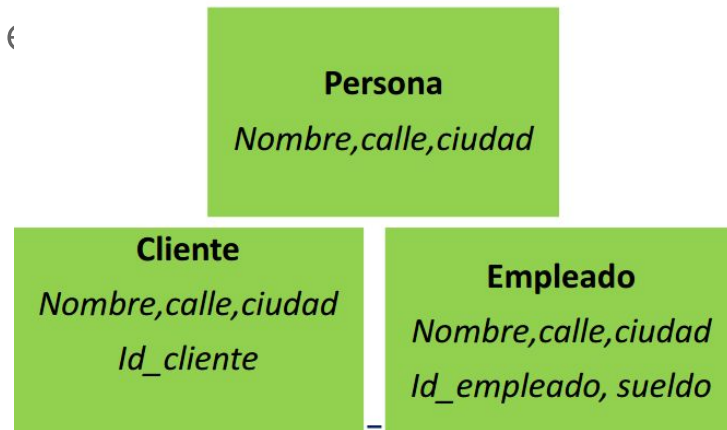 Persona
Nombre,calle,ciudad
Cliente
Nombre,calle,ciudad
Id_cliente
Empleado
Nombre,calle,ciudad
Id_empleado, sueldo